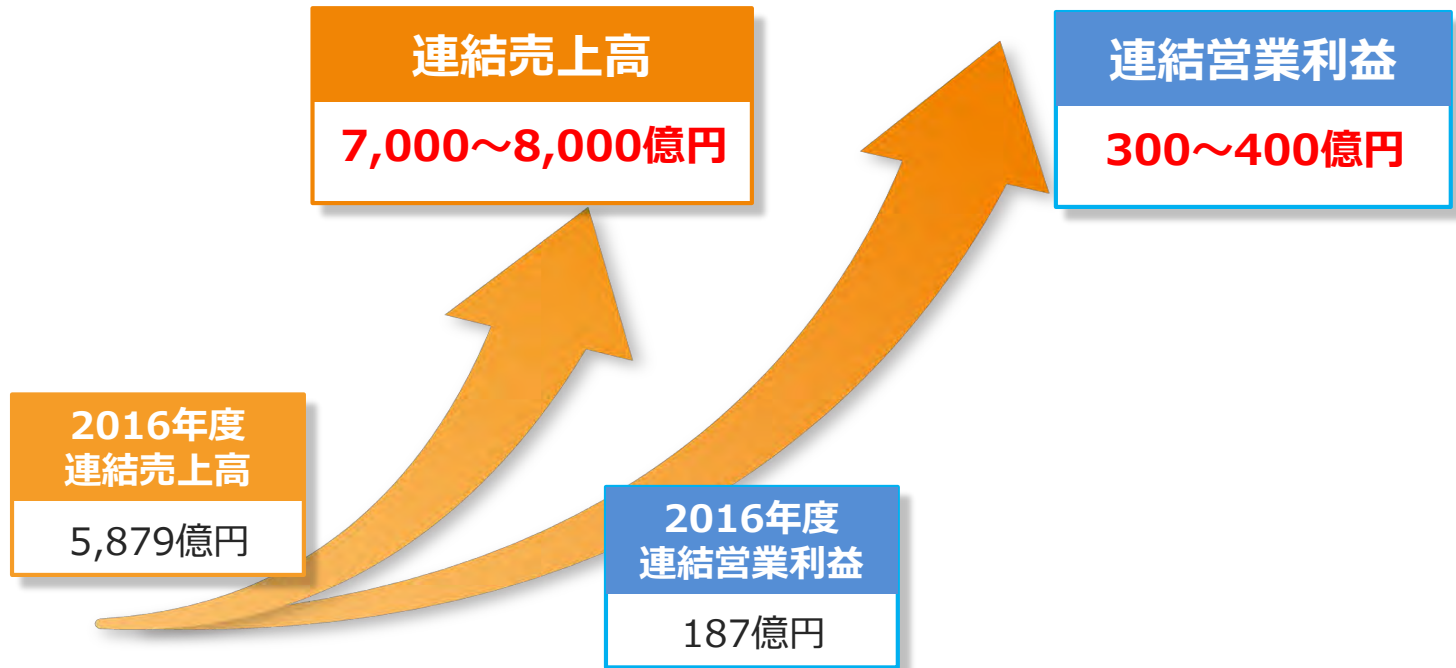 連結売上高
7,000～8,000億円
連結営業利益
300～400億円
2016年度
連結売上高
5,879億円
2016年度
連結営業利益
187億円